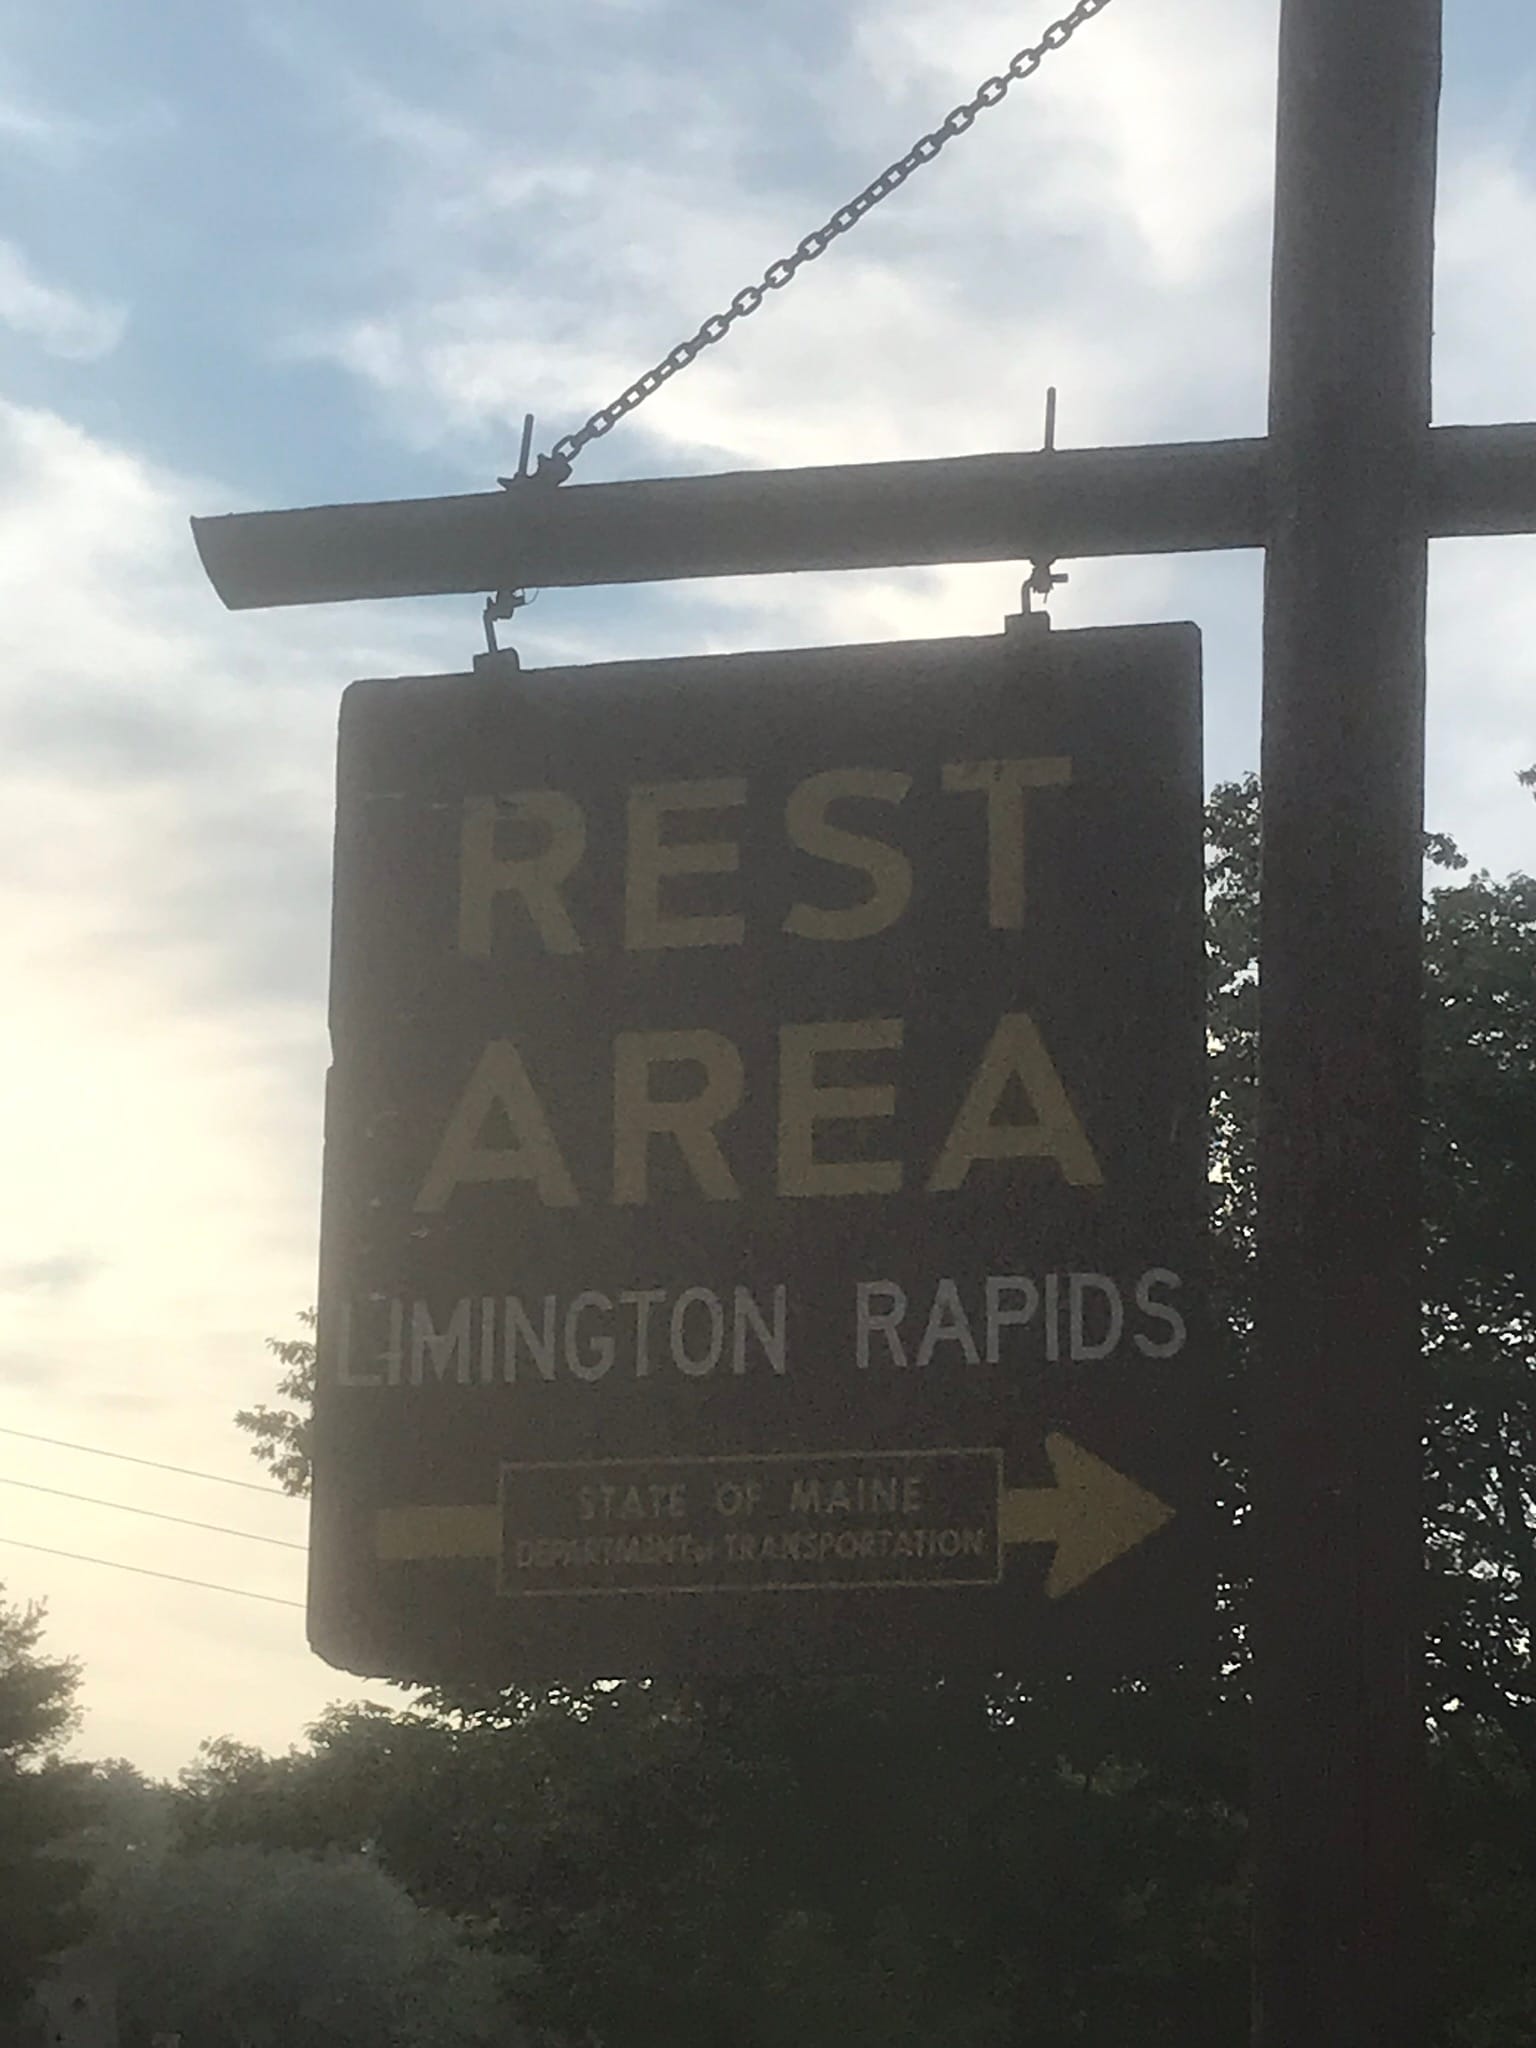 REST
AREA
LIMINGTON RAPIDS
STATE OF MAINE
DEPARTMENT of TRANSPORTATION